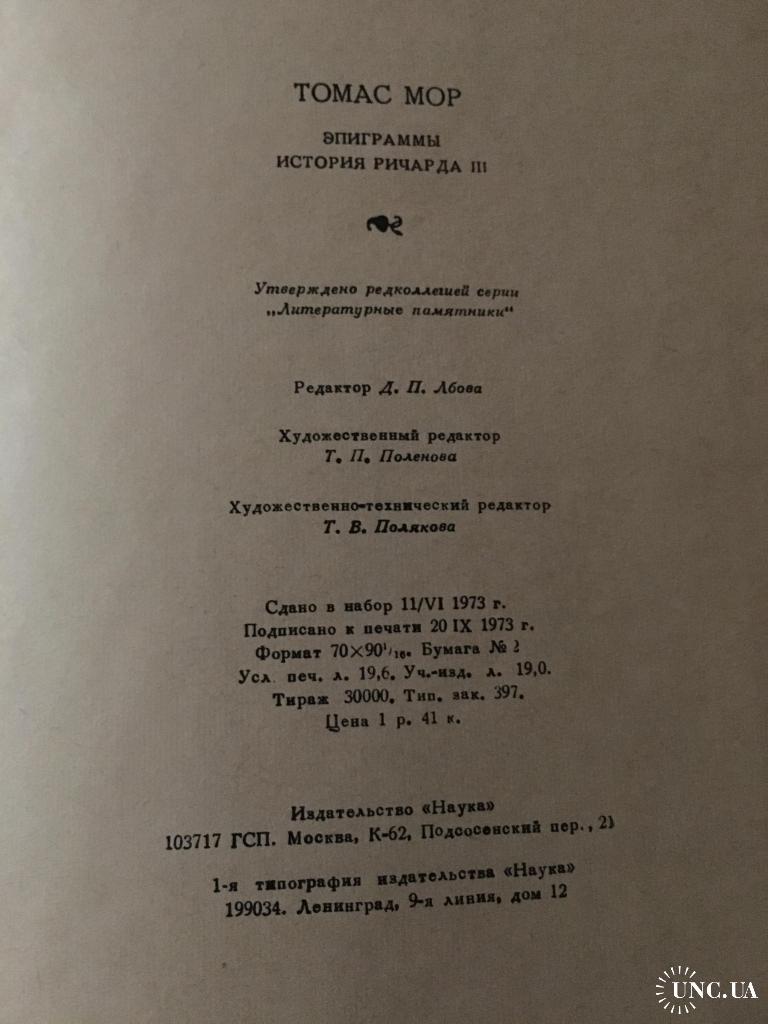 ТОМАС МОР
ЭПИГРАММЫ
ИСТОРИЯ РИЧАРДА III
Утверждено редколлегией серии
„Литературные памятники“
Редактор Д. П. Лбова
Художественный редактор
Т. П. Поленова
Художественно-технический редактор
Т. В. Полякова
Сдано в набор 11/VI 1973 г.
Подписано к печати 20 IX 1973 г.
Формат 70×90¹/₁₆. Бумага № 2
Усл. печ. л. 19,6. Уч.-изд. л. 19,0.
Тираж 30000. Тип. зак. 397.
Цена 1 р. 41 к.
Издательство «Наука»
103717 ГСП. Москва, К-62, Подсосенский пер., 21
1-я типография издательства «Наука»
199034. Ленинград, 9-я линия, дом 12
UNC.UA